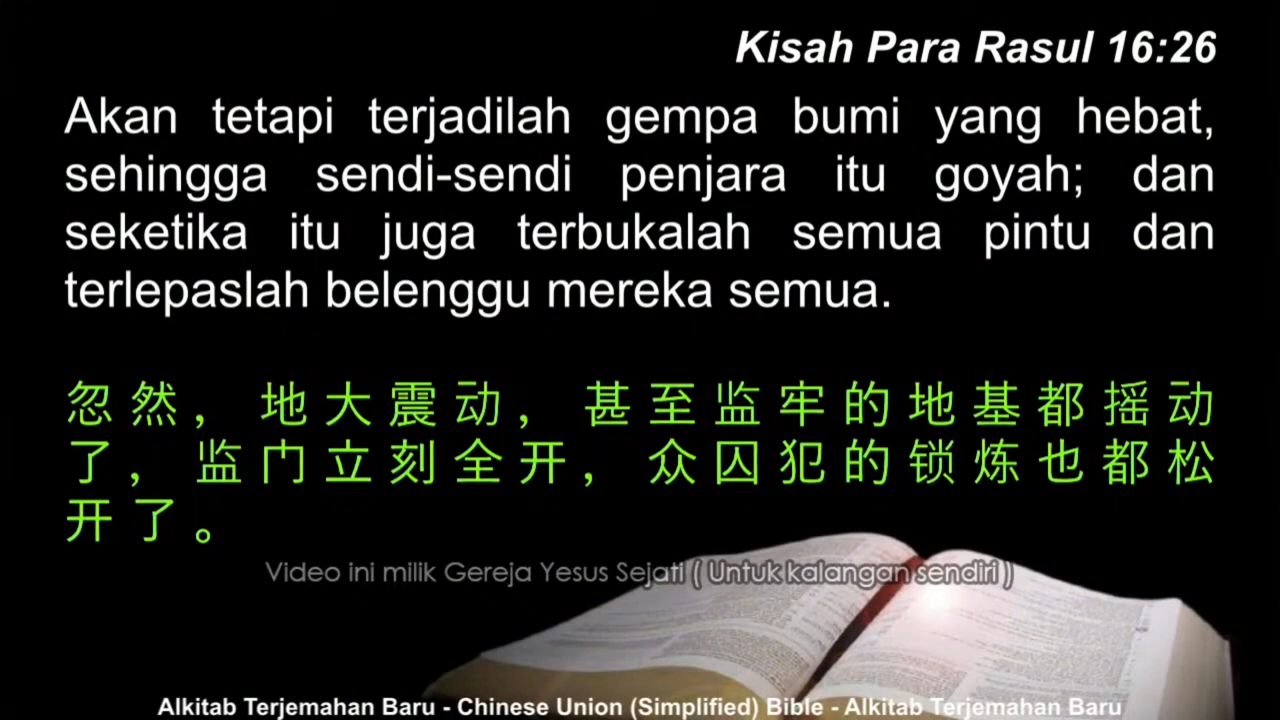 Kisah Para Rasul 16:26
Akan tetapi terjadilah gempa bumi yang hebat,
sehingga sendi-sendi penjara itu goyah; dan
seketika itu juga terbukalah semua pintu dan
terlepaslah belenggu mereka semua.
忽然，地大震动，甚至监牢的地基都摇动
了，监门立刻全开，众囚犯的锁炼也都松
开了。
Video ini milik Gereja Yesus Sejati ( Untuk kalangan sendiri )
Alkitab Terjemahan Baru - Chinese Union (Simplified) Bible - Alkitab Terjemahan Baru